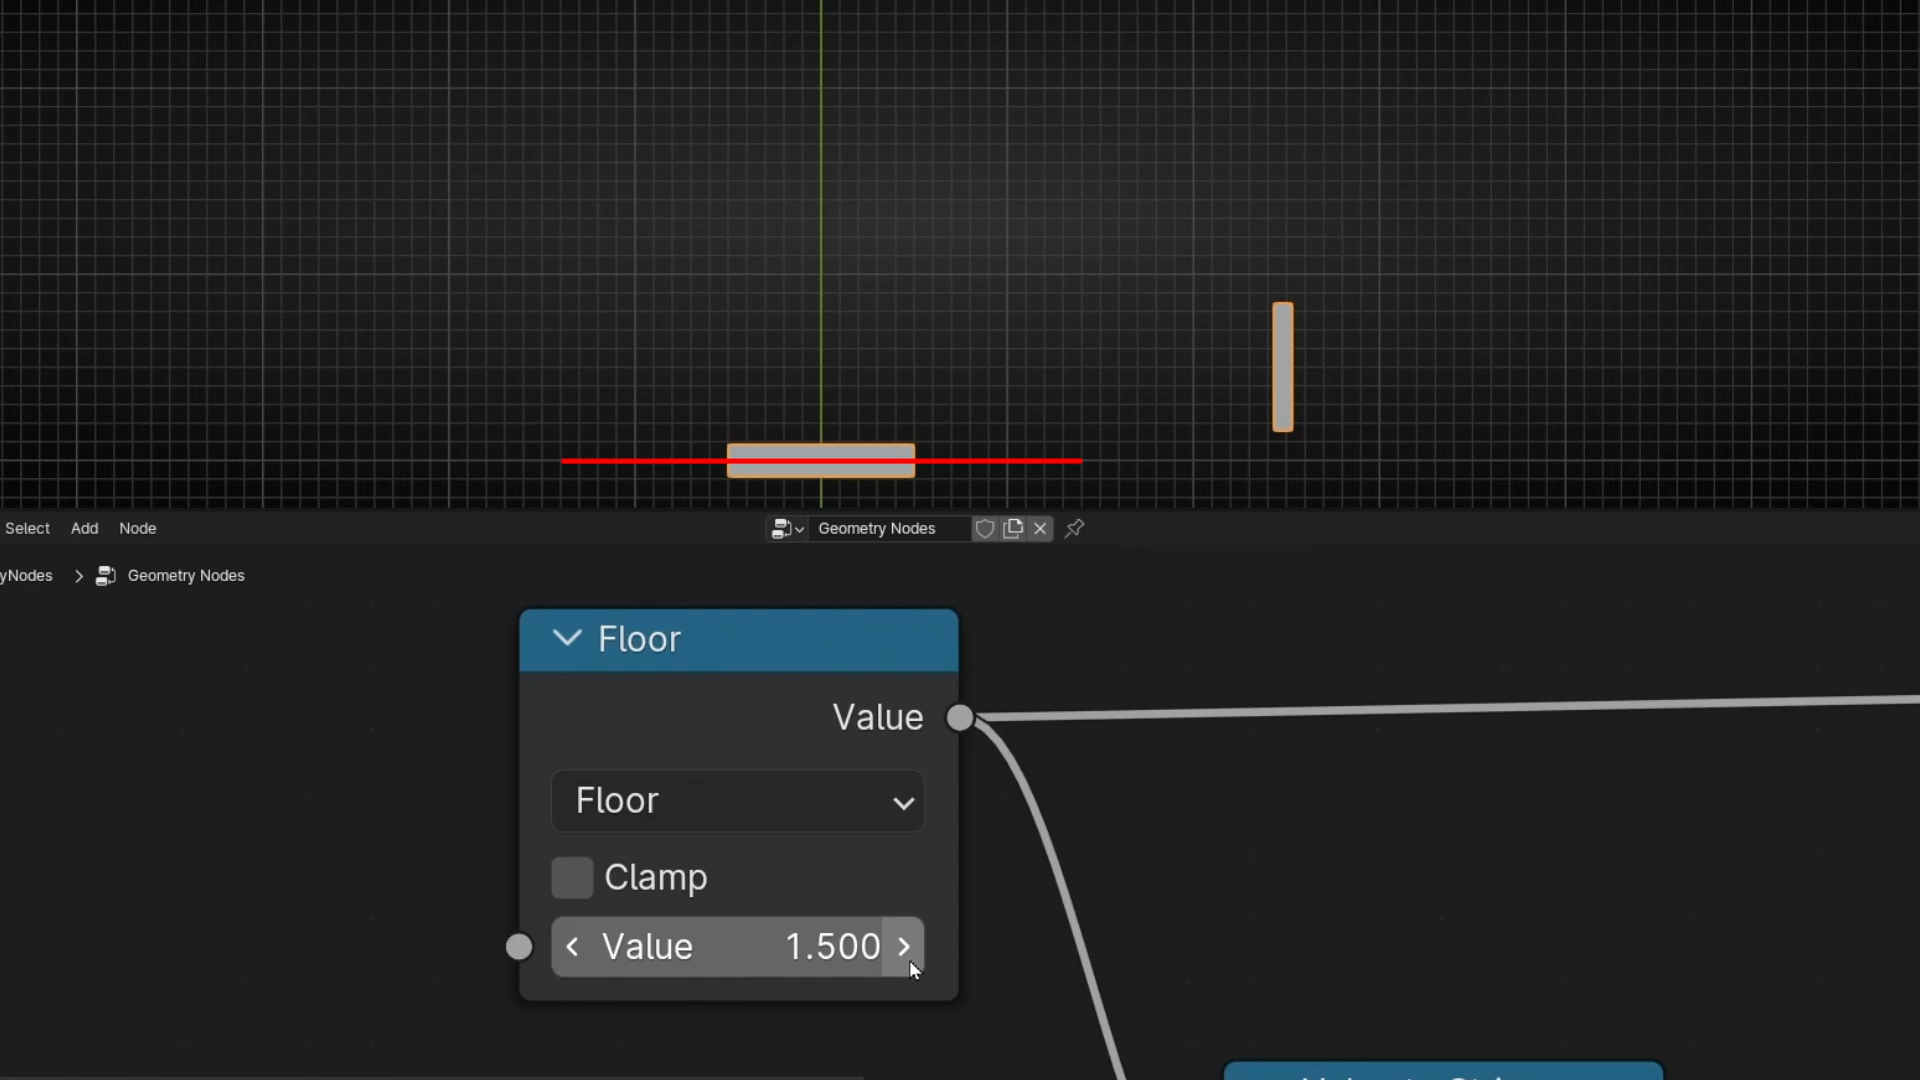 Select Add Node
Geometry Nodes
yNodes
Geometry Nodes
Floor
Value
Floor
Clamp
Value 1.500